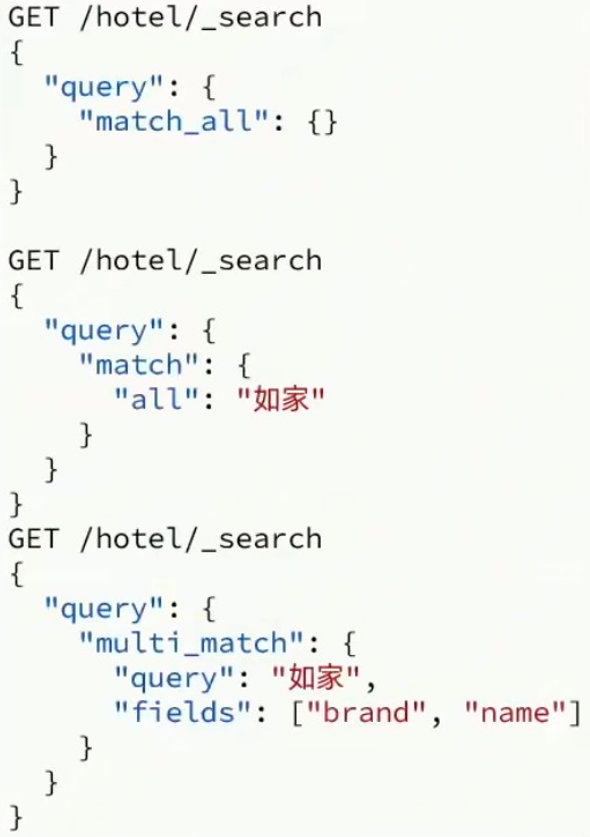 GET /hotel/_search
{
  "query": {
    "match_all": {}
  }
}

GET /hotel/_search
{
  "query": {
    "match": {
      "all": "如家"
    }
  }
}
GET /hotel/_search
{
  "query": {
    "multi_match": {
      "query": "如家",
      "fields": ["brand", "name"]
    }
  }
}